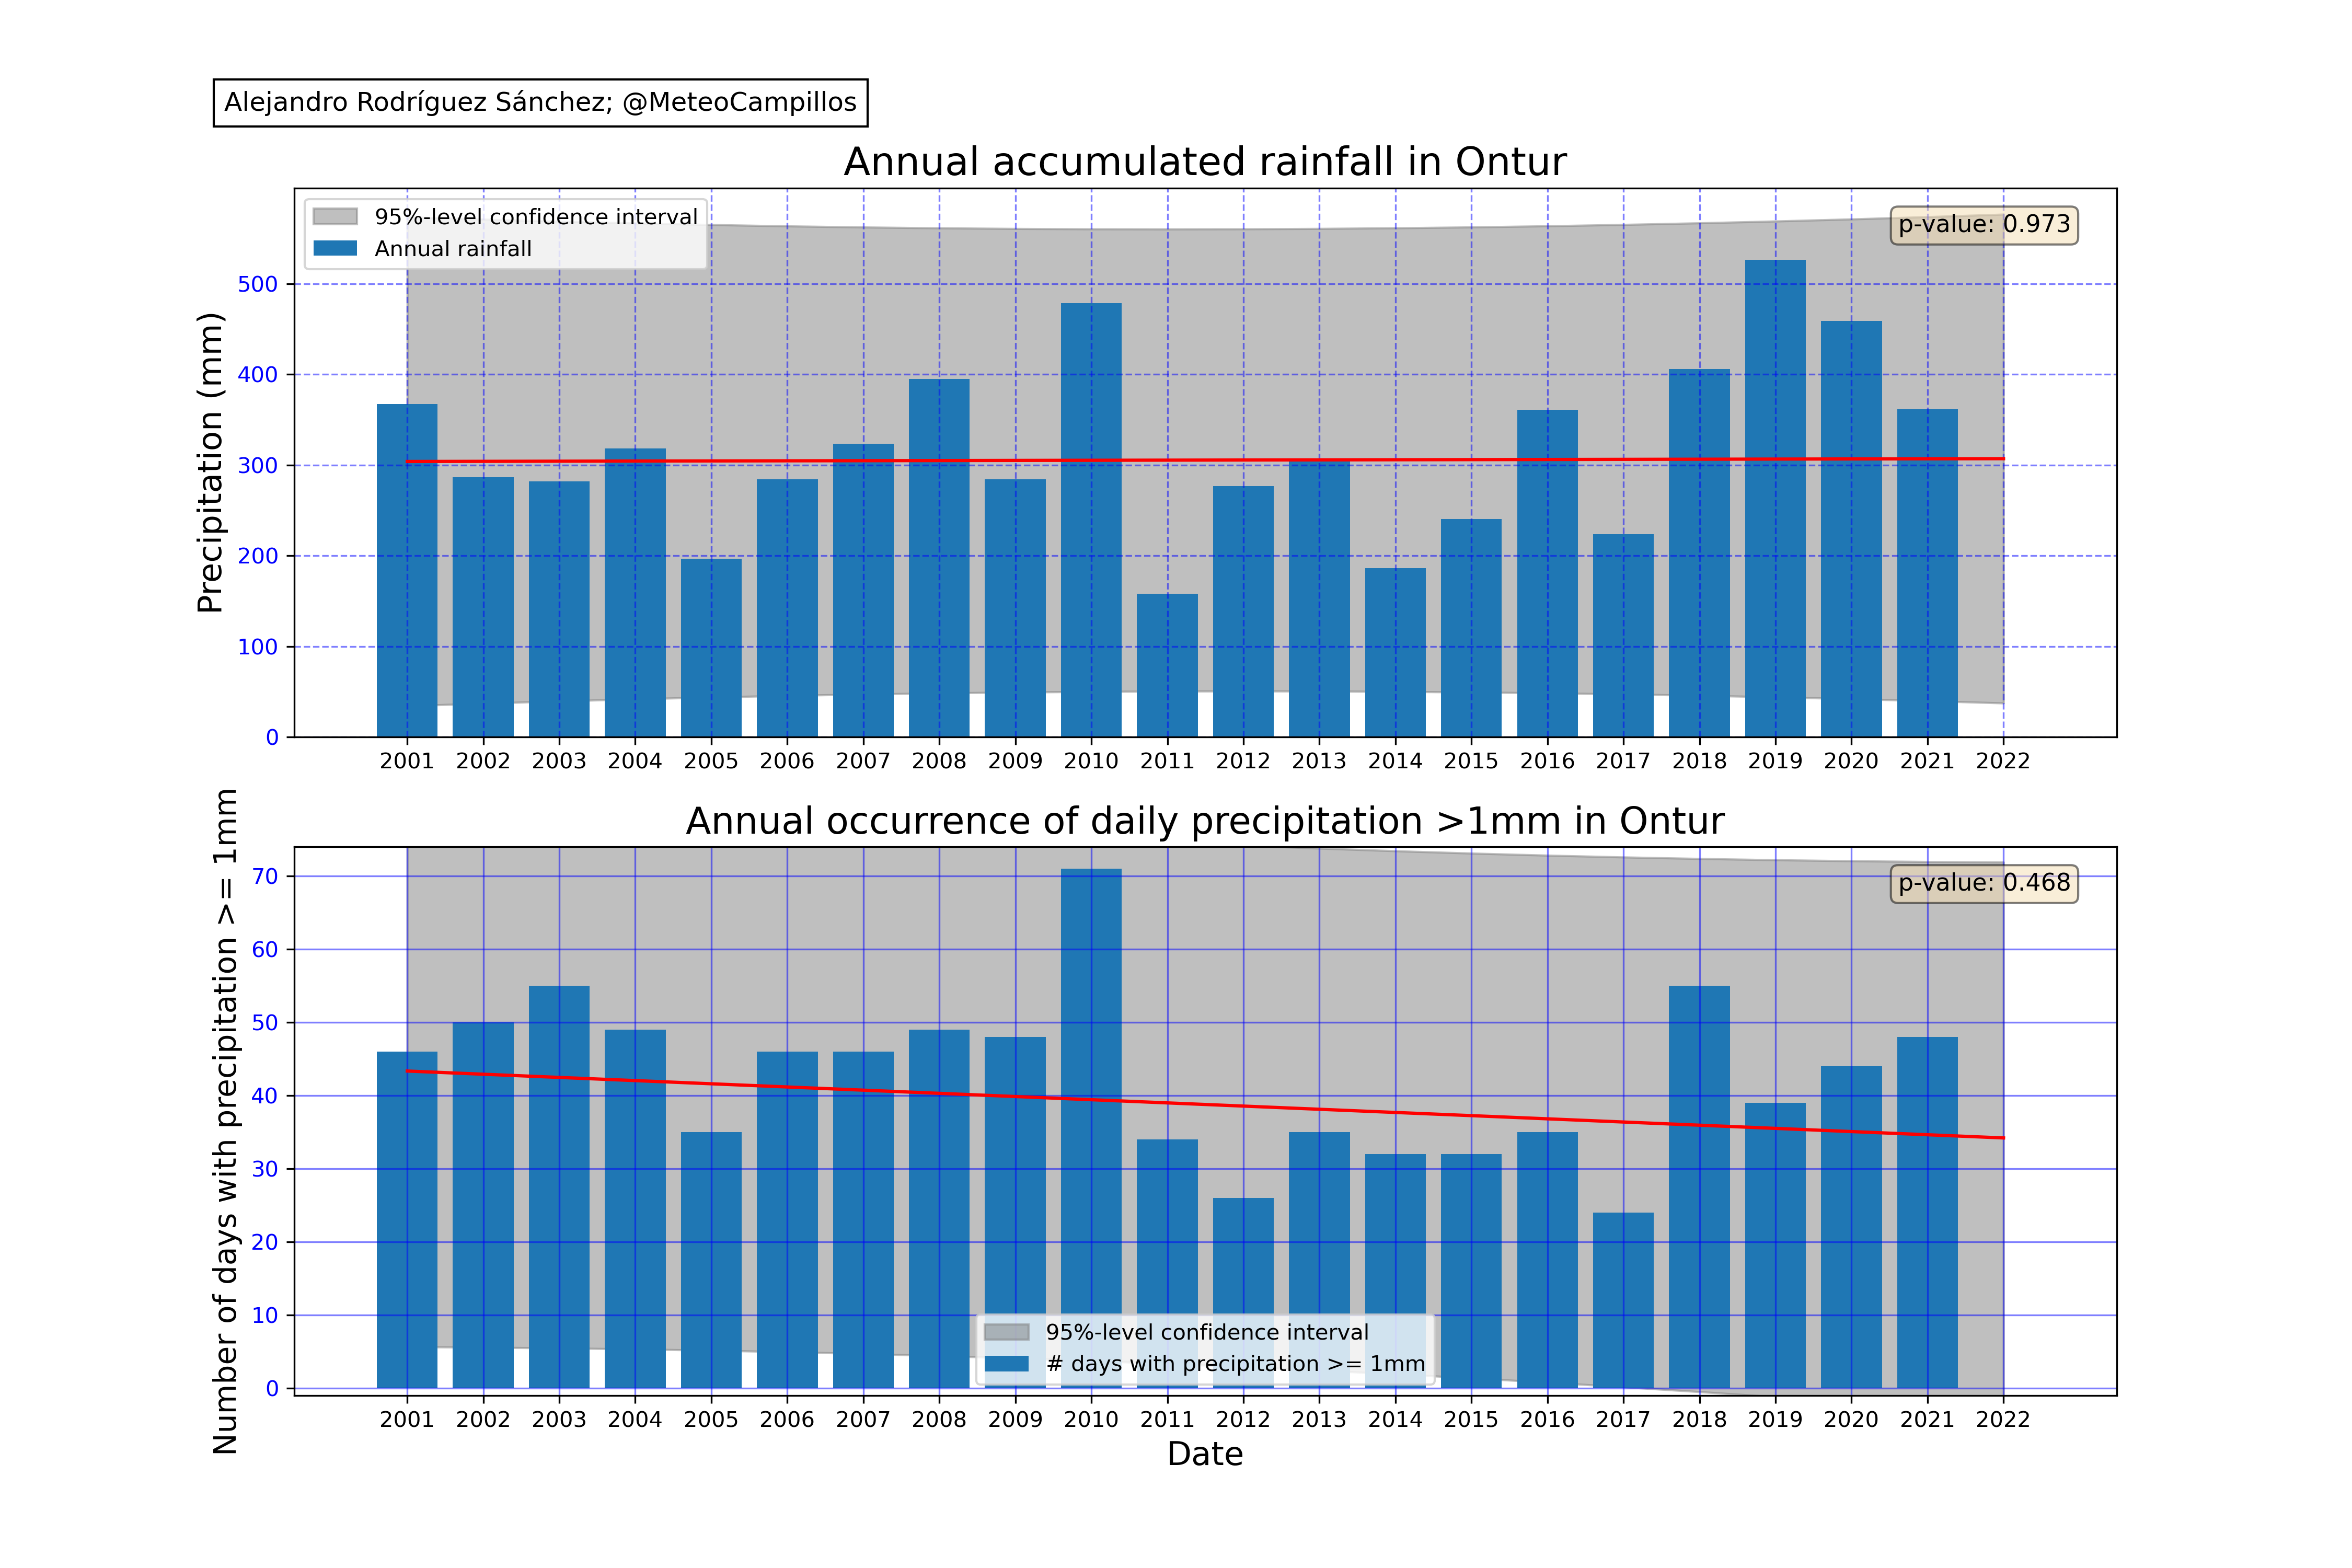 Alejandro Rodríguez Sánchez; @MeteoCampillos
Annual accumulated rainfall in Ontur
95%-level confidence interval
Annual rainfall
p-value: 0.973
Precipitation (mm)
500
400
300
200
100
0
2001 2002 2003 2004 2005 2006 2007 2008 2009 2010 2011 2012 2013 2014 2015 2016 2017 2018 2019 2020 2021 2022
Annual occurrence of daily precipitation >1mm in Ontur
p-value: 0.468
Number of days with precipitation >= 1mm
70
60
50
40
30
20
10
0
95%-level confidence interval
# days with precipitation >= 1mm
2001 2002 2003 2004 2005 2006 2007 2008 2009 2010 2011 2012 2013 2014 2015 2016 2017 2018 2019 2020 2021 2022
Date